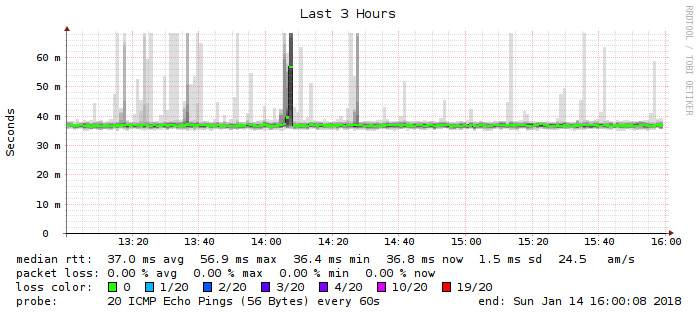 Last 3 Hours
RRDTOOL / TOBI OETIKER
Seconds
60 m
50 m
40 m
30 m
20 m
10 m
0
13:20 13:40 14:00 14:20 14:40 15:00 15:20 15:40 16:00
median rtt: 37.0 ms avg 56.9 ms max 36.4 ms min 36.8 ms now 1.5 ms sd 24.5 am/s
packet loss: 0.00 % avg 0.00 % max 0.00 % min 0.00 % now
loss color: 0 1/20 2/20 3/20 4/20 10/20 19/20
probe: 20 ICMP Echo Pings (56 Bytes) every 60s end: Sun Jan 14 16:00:08 2018